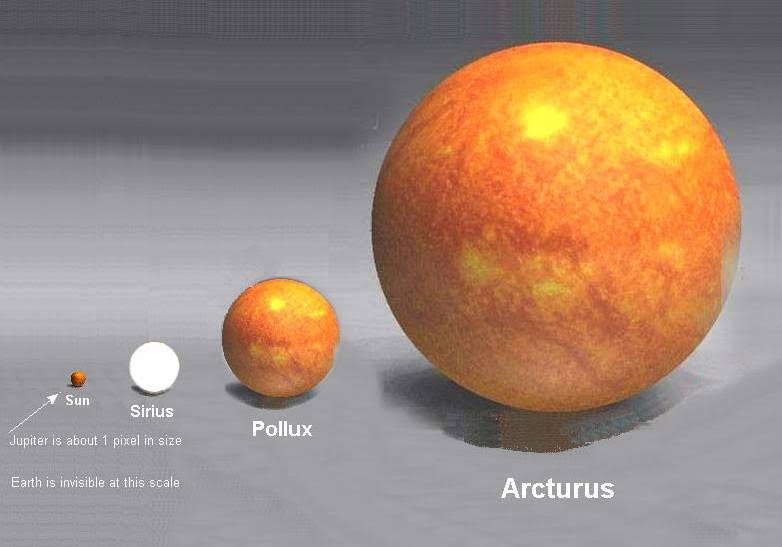 Sun
Sirius
Jupiter is about 1 pixel in size
Pollux
Earth is invisible at this scale
Arcturus